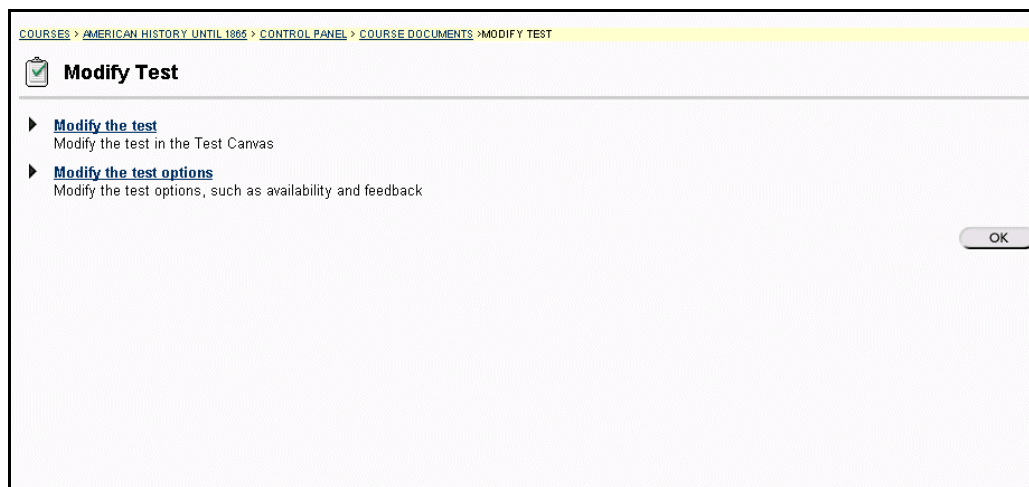 COURSES > AMERICAN HISTORY UNTIL 1865 > CONTROL PANEL > COURSE DOCUMENTS >MODIFY TEST
Modify Test
Modify the test
Modify the test in the Test Canvas
Modify the test options
Modify the test options, such as availability and feedback
OK